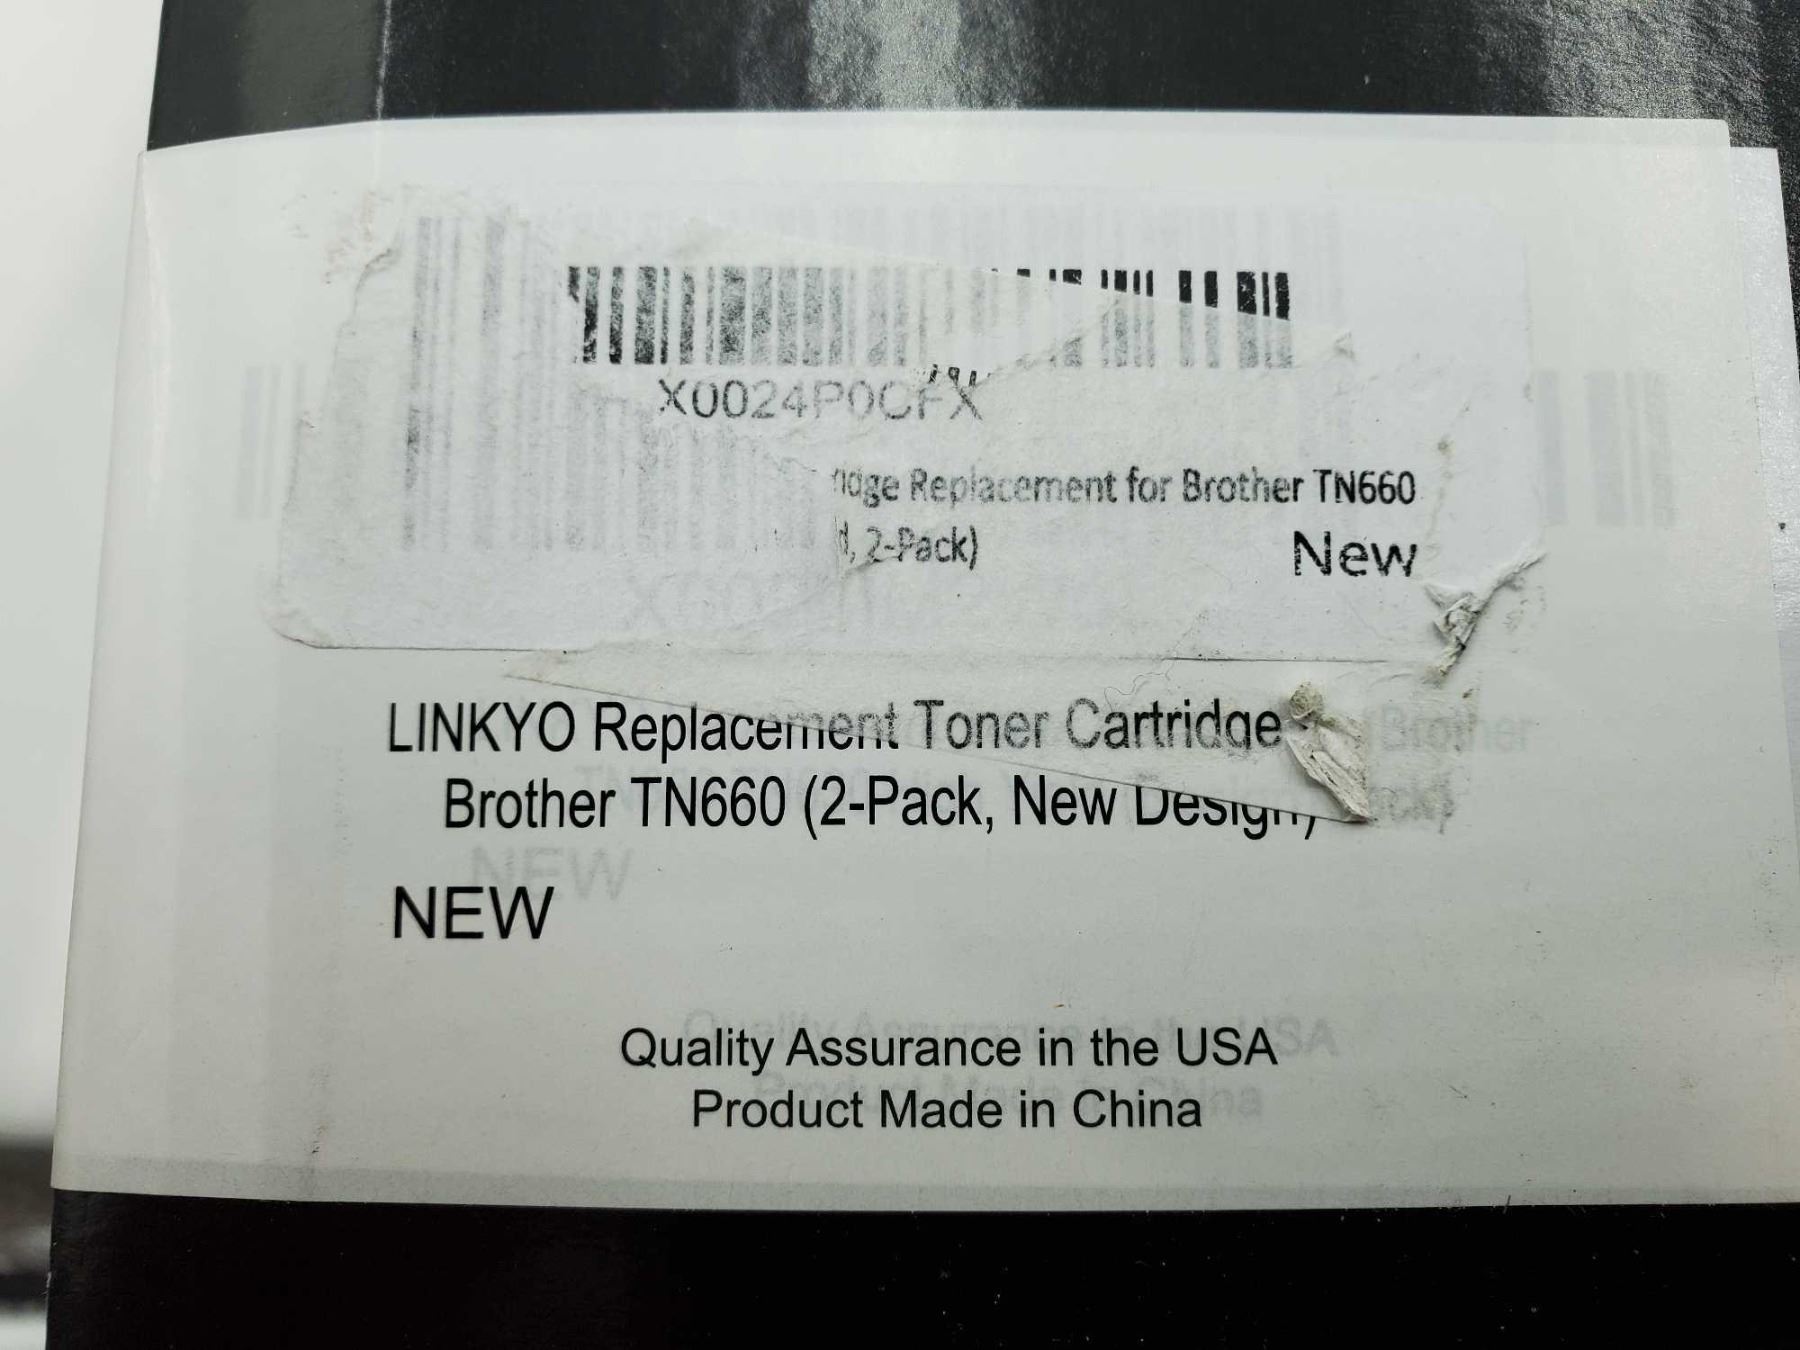 X0024P0CFX
ridge Replacement for Brother TN660
, 2-Pack)
New
LINKYO Replacement Toner Cartridge
Brother TN660 (2-Pack, New Design)
NEW
Quality Assurance in the USA
Product Made in China